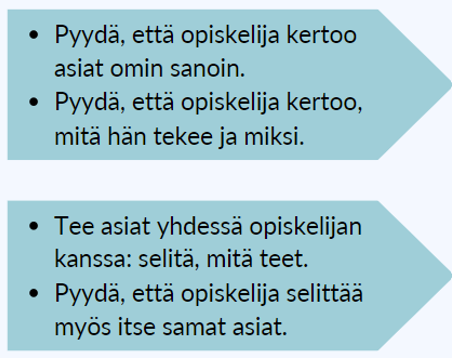 • Pyydä, että opiskelija kertoo
asiat omin sanoin.
• Pyydä, että opiskelija kertoo,
mitä hän tekee ja miksi.
• Tee asiat yhdessä opiskelijan
kanssa: selitä, mitä teet.
• Pyydä, että opiskelija selittää
myös itse samat asiat.